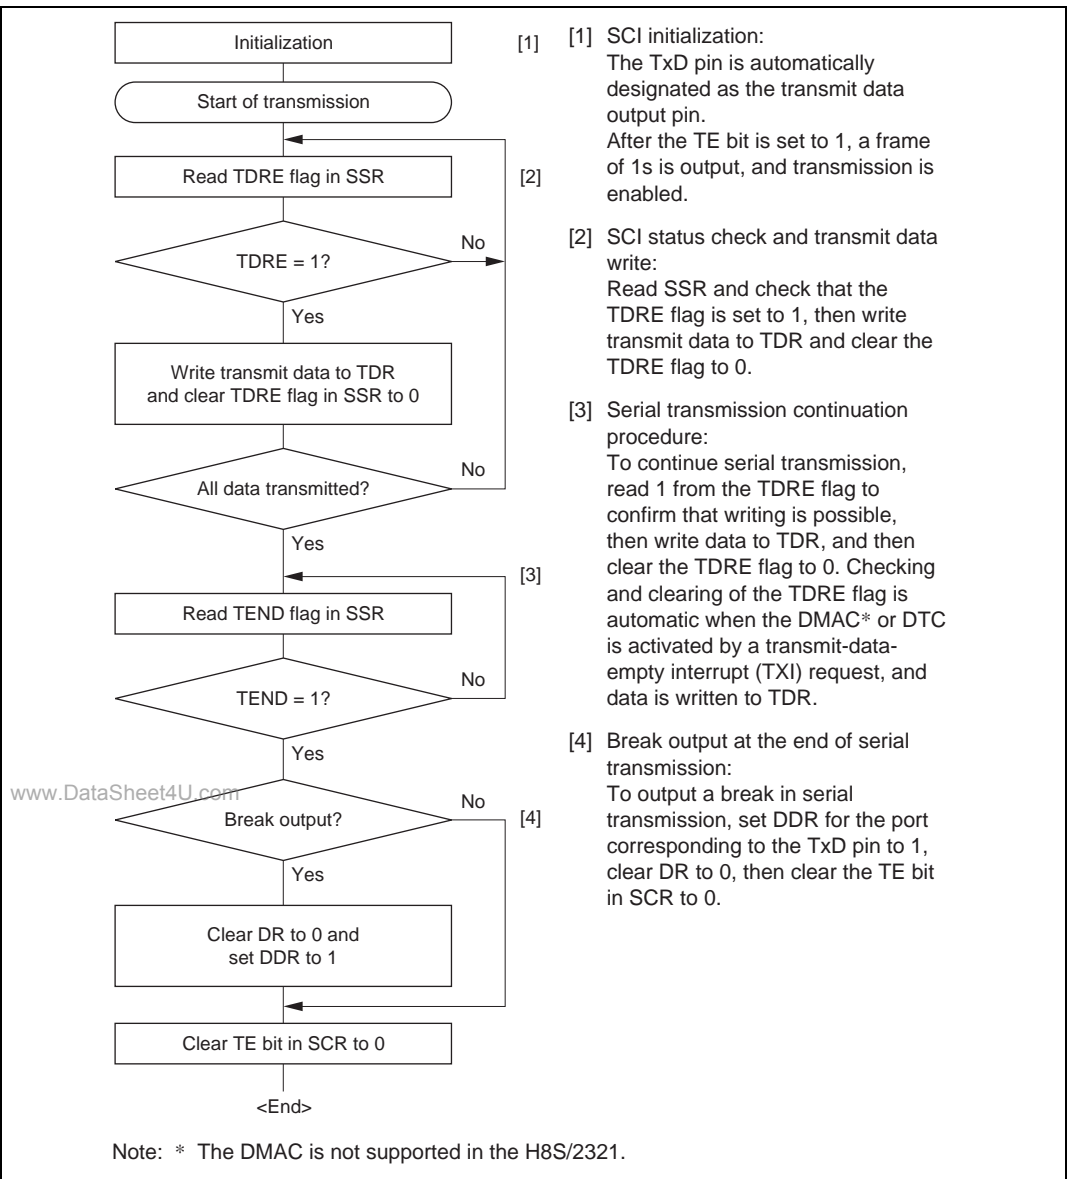 Initialization
[1]
Start of transmission
Read TDRE flag in SSR
[2]
TDRE = 1?
No
Yes
Write transmit data to TDR
and clear TDRE flag in SSR to 0
All data transmitted?
No
Yes
[3]
Read TEND flag in SSR
TEND = 1?
No
Yes
www.DataSheet4U.com
Break output?
No
[4]
Yes
Clear DR to 0 and
set DDR to 1
Clear TE bit in SCR to 0
<End>
[1] SCI initialization:
The TxD pin is automatically
designated as the transmit data
output pin.
After the TE bit is set to 1, a frame
of 1s is output, and transmission is
enabled.
[2] SCI status check and transmit data
write:
Read SSR and check that the
TDRE flag is set to 1, then write
transmit data to TDR and clear the
TDRE flag to 0.
[3] Serial transmission continuation
procedure:
To continue serial transmission,
read 1 from the TDRE flag to
confirm that writing is possible,
then write data to TDR, and then
clear the TDRE flag to 0. Checking
and clearing of the TDRE flag is
automatic when the DMAC* or DTC
is activated by a transmit-data-
empty interrupt (TXI) request, and
data is written to TDR.
[4] Break output at the end of serial
transmission:
To output a break in serial
transmission, set DDR for the port
corresponding to the TxD pin to 1,
clear DR to 0, then clear the TE bit
in SCR to 0.
Note: * The DMAC is not supported in the H8S/2321.